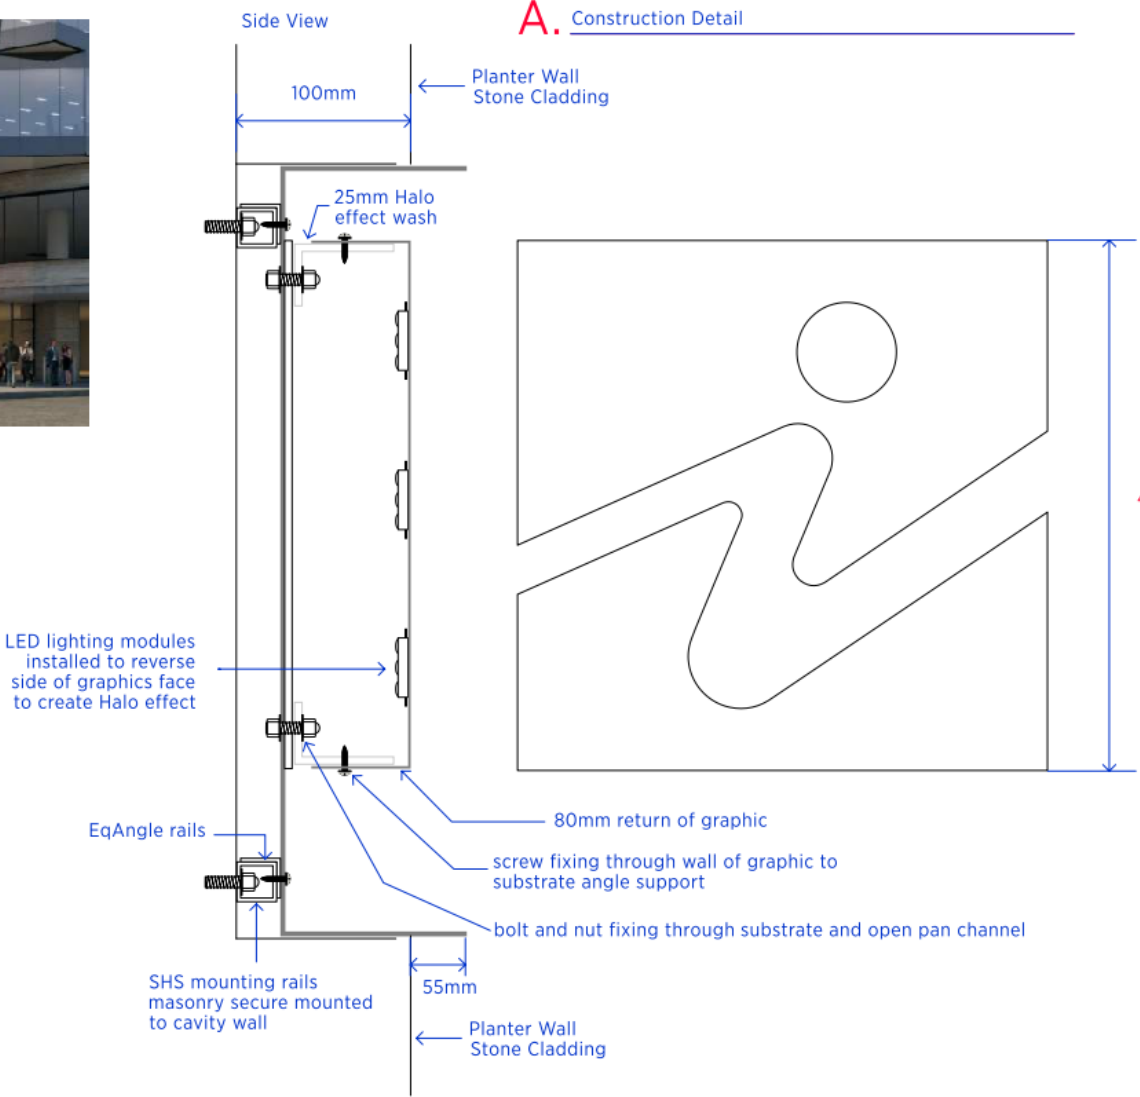 Side View
A. Construction Detail
100mm
Planter Wall
Stone Cladding
25mm Halo
effect wash
LED lighting modules
installed to reverse
side of graphics face
to create Halo effect
EqAngle rails
80mm return of graphic
screw fixing through wall of graphic to
substrate angle support
bolt and nut fixing through substrate and open pan channel
SHS mounting rails
masonry secure mounted
to cavity wall
55mm
Planter Wall
Stone Cladding